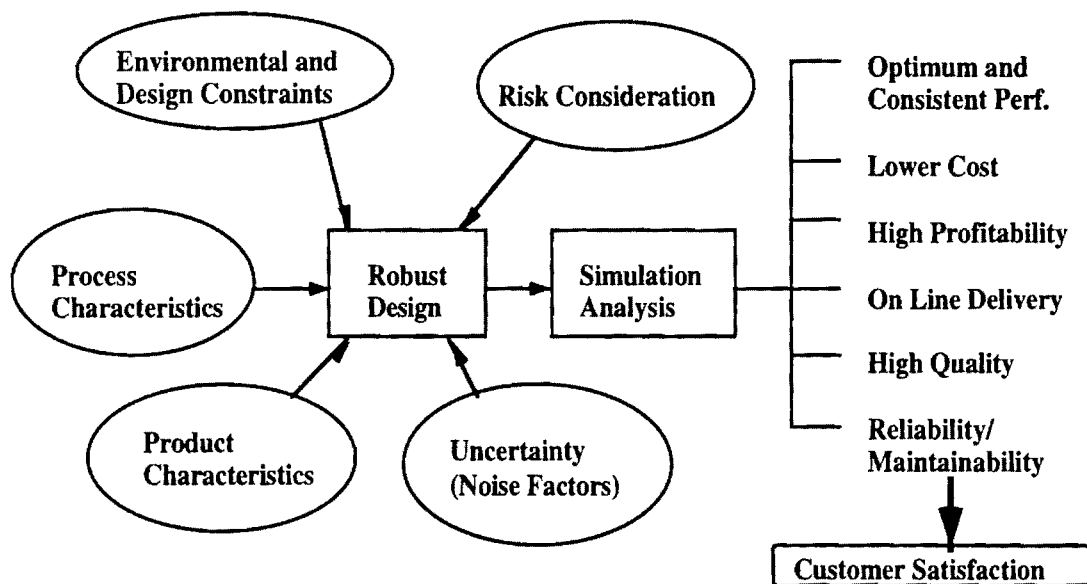 Environmental and
Design Constraints
Risk Consideration
Process
Characteristics
Robust
Design
Simulation
Analysis
Product
Characteristics
Uncertainty
(Noise Factors)
Optimum and
Consistent Perf.
Lower Cost
High Profitability
On Line Delivery
High Quality
Reliability/
Maintainability
Customer Satisfaction